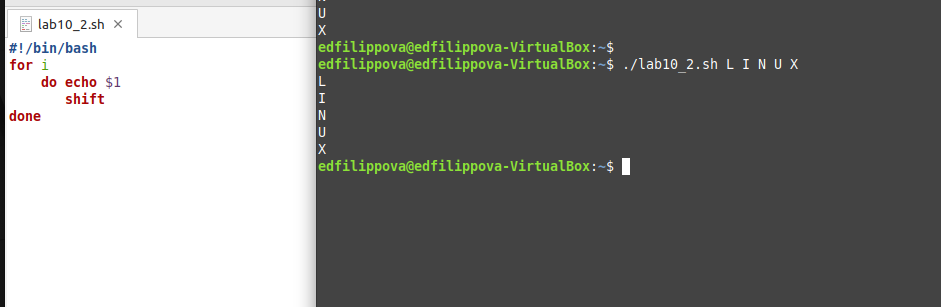 lab10_2.sh ×
#!/bin/bash
for i
    do echo $1
       shift
done
U
X
edfilippova@edfilippova-VirtualBox:~$
edfilippova@edfilippova-VirtualBox:~$ ./lab10_2.sh L I N U X
L
I
N
U
X
edfilippova@edfilippova-VirtualBox:~$